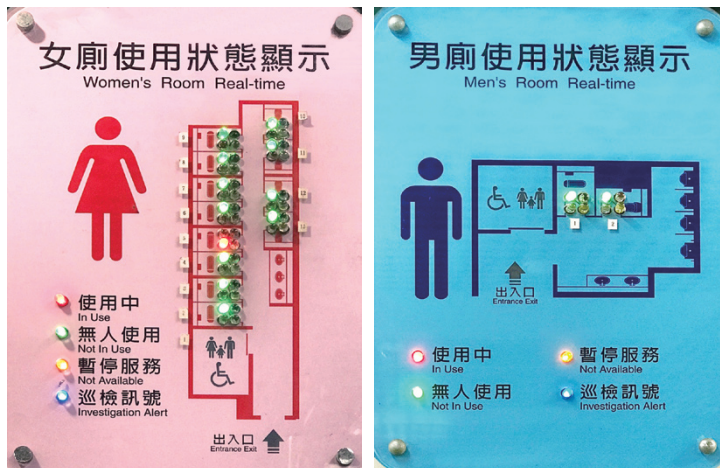 女廁使用狀態顯示
Women's Room Real-time
使用中
In Use
無人使用
Not In Use
暫停服務
Not Available
巡檢訊號
Investigation Alert
出入口
Entrance Exit
男廁使用狀態顯示
Men's Room Real-time
1
2
出入口
Entrance Exit
使用中
In Use
無人使用
Not In Use
暫停服務
Not Available
巡檢訊號
Investigation Alert